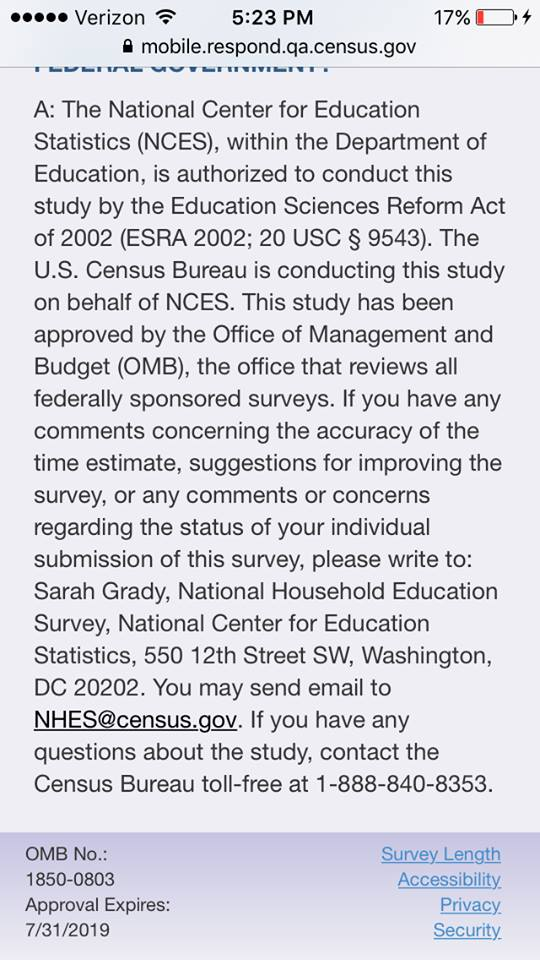 Verizon 5:23 PM 17%
mobile.respond.qa.census.gov
FEDERAL GOVERNMENT?
A: The National Center for Education
Statistics (NCES), within the Department of
Education, is authorized to conduct this
study by the Education Sciences Reform Act
of 2002 (ESRA 2002; 20 USC § 9543). The
U.S. Census Bureau is conducting this study
on behalf of NCES. This study has been
approved by the Office of Management and
Budget (OMB), the office that reviews all
federally sponsored surveys. If you have any
comments concerning the accuracy of the
time estimate, suggestions for improving the
survey, or any comments or concerns
regarding the status of your individual
submission of this survey, please write to:
Sarah Grady, National Household Education
Survey, National Center for Education
Statistics, 550 12th Street SW, Washington,
DC 20202. You may send email to
NHES@census.gov. If you have any
questions about the study, contact the
Census Bureau toll-free at 1-888-840-8353.
OMB No.:
1850-0803
Approval Expires:
7/31/2019
Survey Length
Accessibility
Privacy
Security